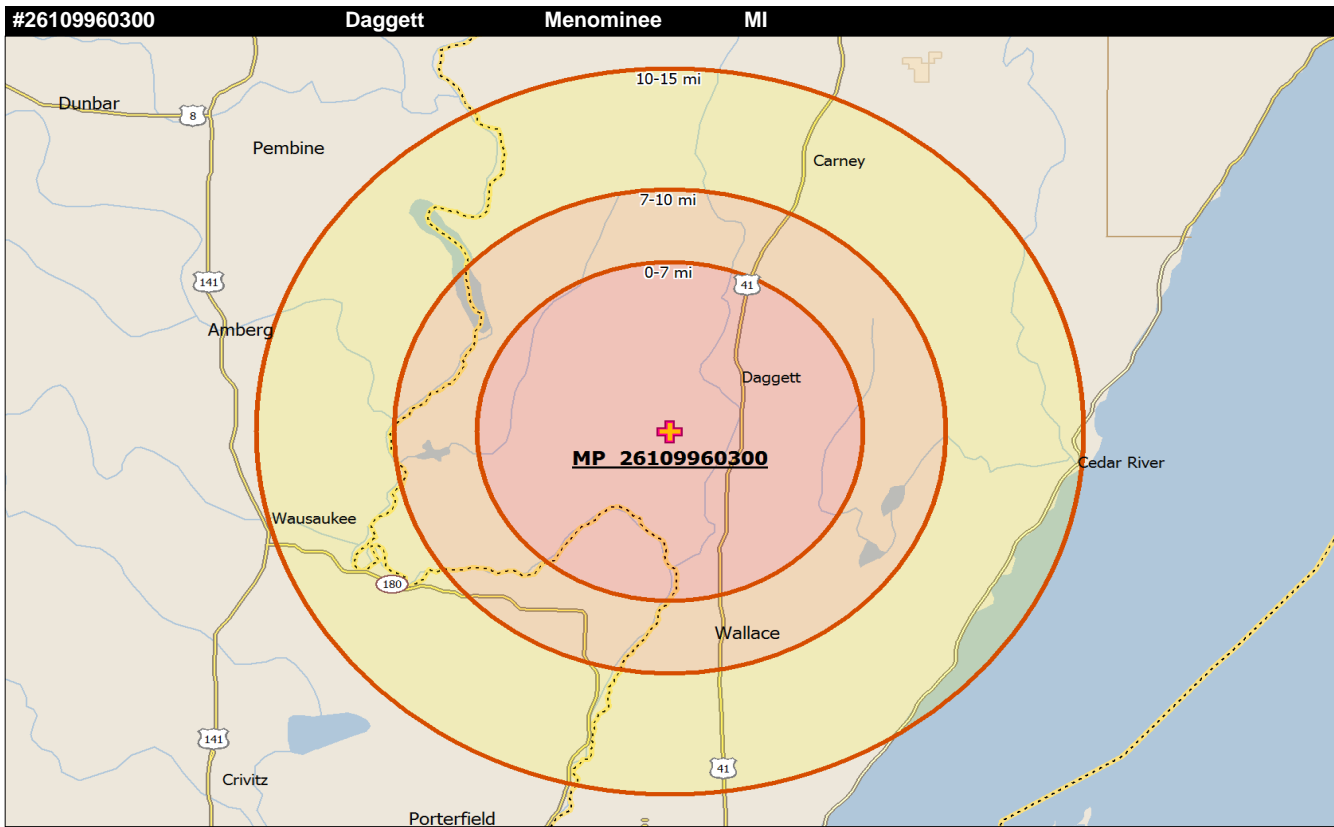 #26109960300 Daggett Menominee MI
10-15 mi
Dunbar
8
Pembine
Carney
7-10 mi
0-7 mi
141
41
Amberg
Daggett
MP 26109960300
Cedar River
Wausaukee
180
Wallace
141
41
Crivitz
Porterfield